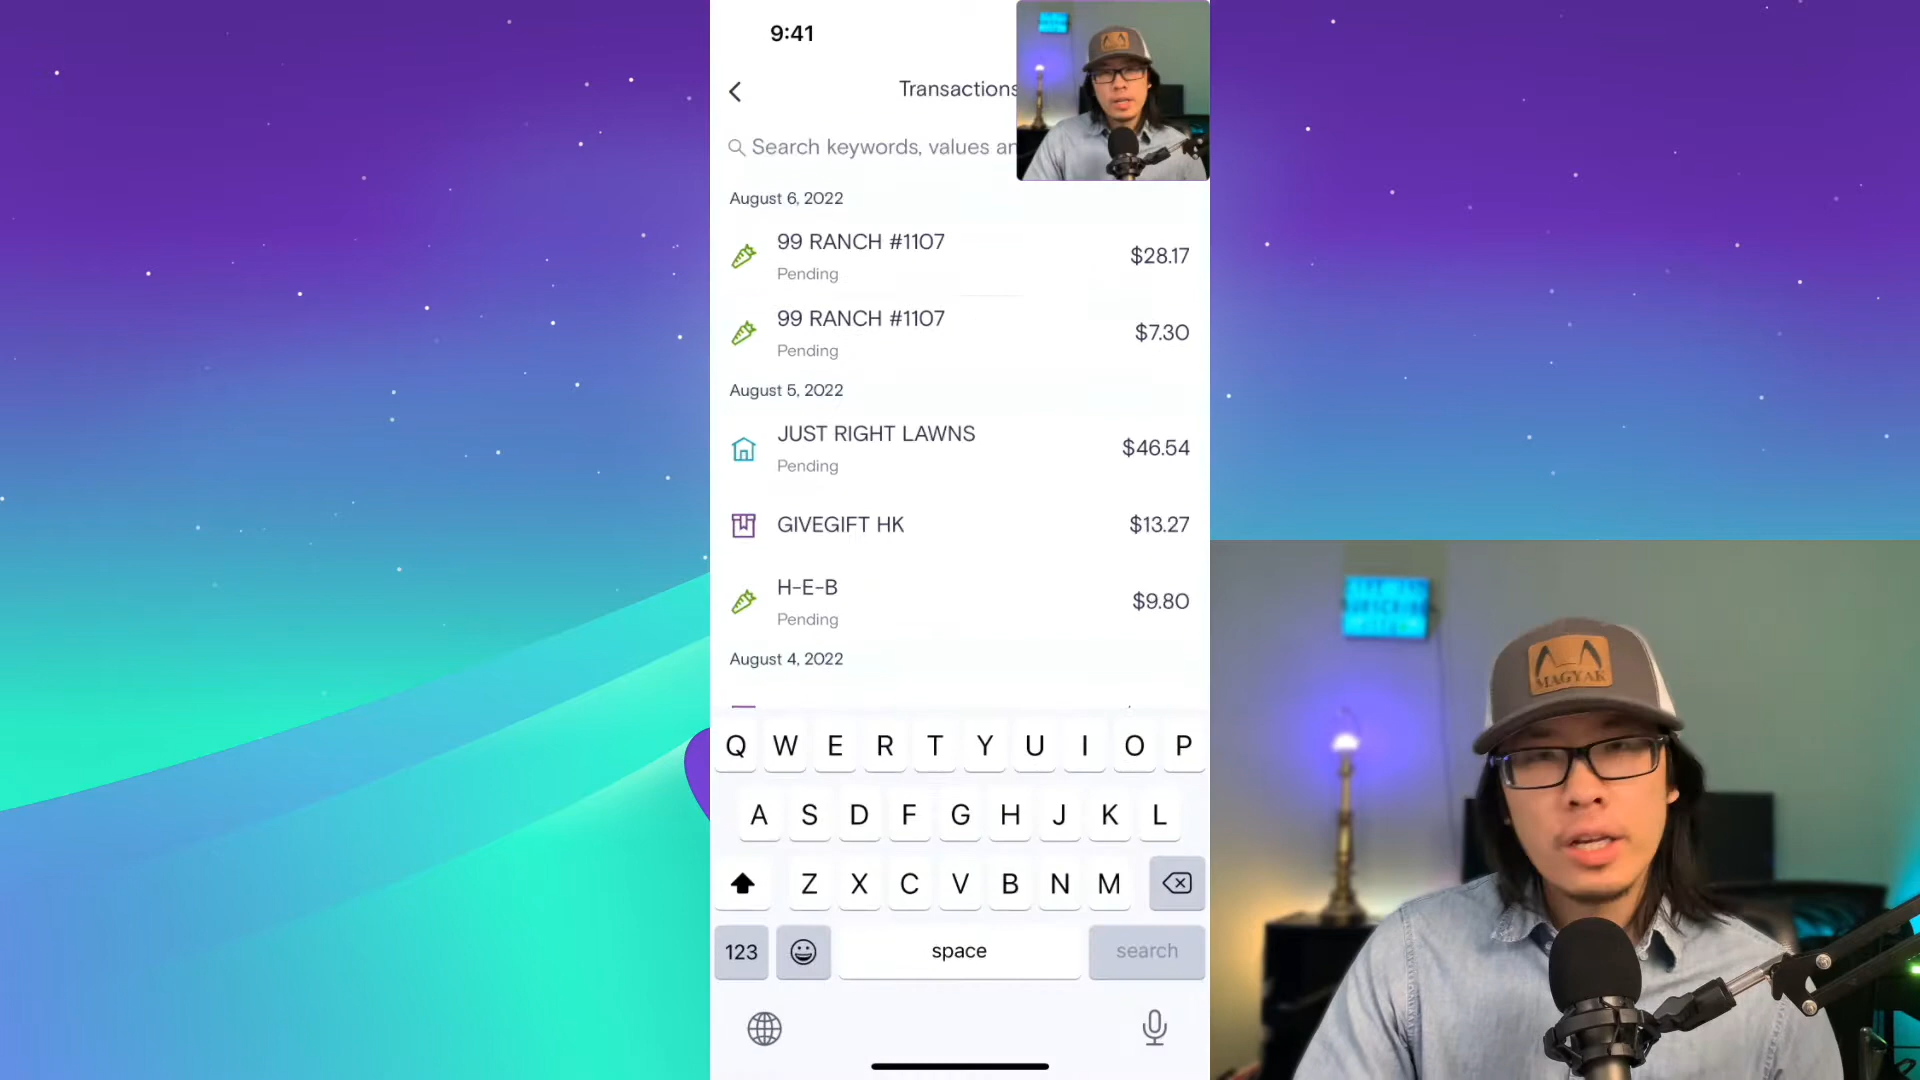 9:41
Transactions
Search keywords, values an
August 6, 2022
99 RANCH #1107
$28.17
Pending
99 RANCH #1107
$7.30
Pending
August 5, 2022
JUST RIGHT LAWNS
$46.54
Pending
GIVEGIFT HK
$13.27
H-E-B
$9.80
Pending
August 4, 2022
Q W E R T Y U I O P
A S D F G H J K L
Z X C V B N M
123
space
search
MAGYAK